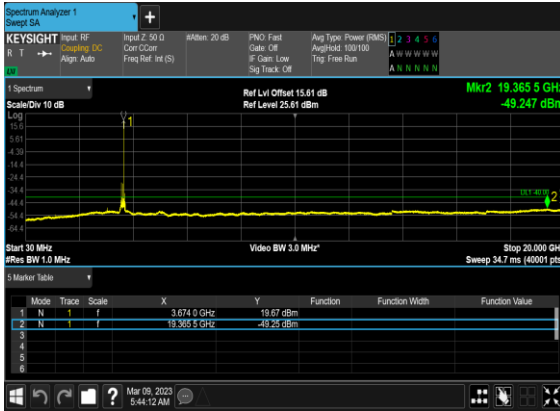 Spectrum Analyzer 1
Swept SA
+
KEYSIGHT Input: RF Input Z: 50 Ω #Atten: 20 dB PNO: Fast Avg Type: Power (RMS) 1 2 3 4 5 6
R T Coupling: DC Corr CCorr Gate: Off Avg|Hold: 100/100 A W W W W W
Align: Auto Freq Ref: Int (S) IF Gain: Low Trig: Free Run
Sig Track: Off A N N N N N
1 Spectrum Ref Lvl Offset 15.61 dB Mkr2 19.365 5 GHz
Scale/Div 10 dB Ref Level 25.61 dBm -49.247 dBm
Log
1
15.6
5.61
-4.39
-14.4
-24.4
-34.4
-44.4
2
-54.4
-64.4
Start 30 MHz Video BW 3.0 MHz* Stop 20.000 GH
#Res BW 1.0 MHz Sweep 34.7 ms (40001 pts
5 Marker Table
Mode Trace Scale X Y Function Function Width Function Value
1 N 1 f 3.674 0 GHz 19.67 dBm
2 N 1 f 19.365 5 GHz -49.25 dBm
3
4
5
6
? Mar 09, 2023
5:44:12 AM